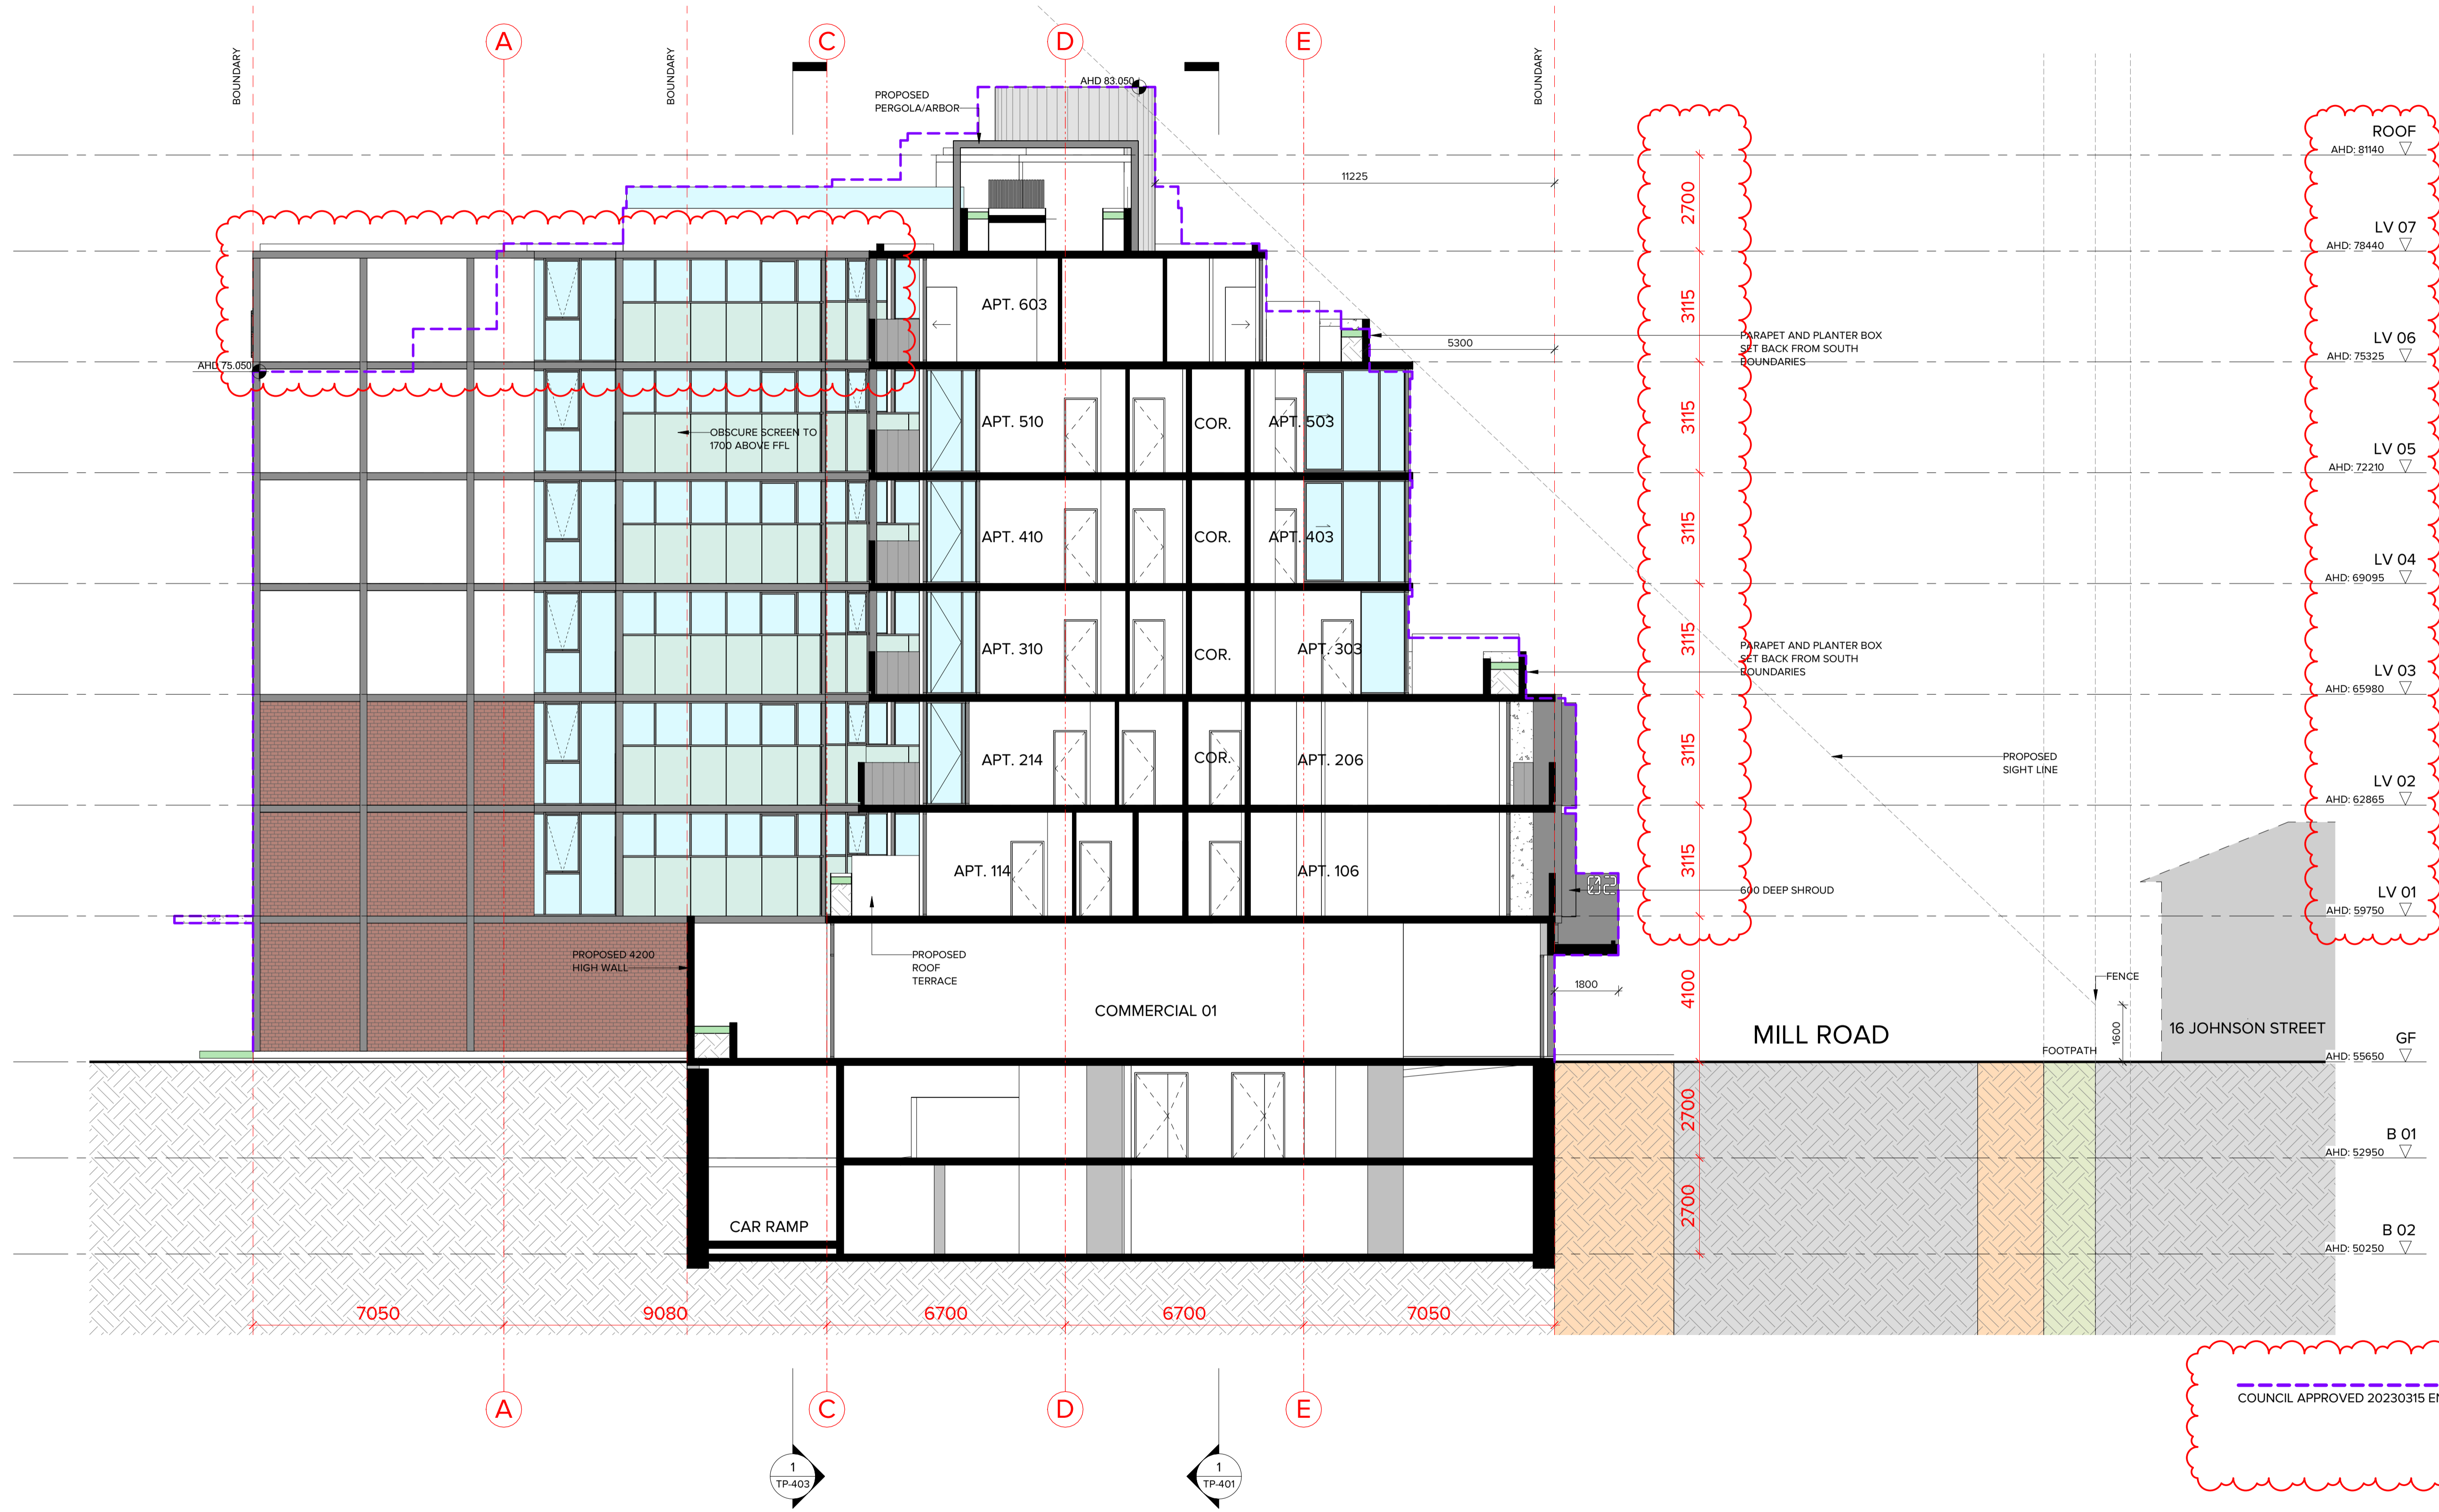 BOUNDARY
A
BOUNDARY
C
D
E
BOUNDARY
AHD 83.050
PROPOSED
PERGOLA/ARBOR
ROOF
AHD: 81140
11225
2700
LV 07
AHD: 78440
APT. 603
3115
PARAPET AND PLANTER BOX
SET BACK FROM SOUTH
BOUNDARIES
5300
LV 06
AHD: 75325
AHD 75.050
OBSCURE SCREEN TO
1700 ABOVE FFL
APT. 510
COR.
APT. 503
3115
LV 05
AHD: 72210
APT. 410
COR.
APT. 403
3115
LV 04
AHD: 69095
APT. 310
COR.
APT. 303
3115
PARAPET AND PLANTER BOX
SET BACK FROM SOUTH
BOUNDARIES
LV 03
AHD: 65980
APT. 214
COR.
APT. 206
3115
PROPOSED
SIGHT LINE
LV 02
AHD: 62865
APT. 114
APT. 106
3115
600 DEEP SHROUD
LV 01
AHD: 59750
PROPOSED 4200
HIGH WALL
PROPOSED
ROOF
TERRACE
COMMERCIAL 01
1800
4100
FENCE
MILL ROAD
1600
16 JOHNSON STREET
FOOTPATH
GF
AHD: 55650
2700
B 01
AHD: 52950
CAR RAMP
2700
B 02
AHD: 50250
7050
9080
6700
6700
7050
COUNCIL APPROVED 20230315
A
C
D
E
1
TP-403
1
TP-401